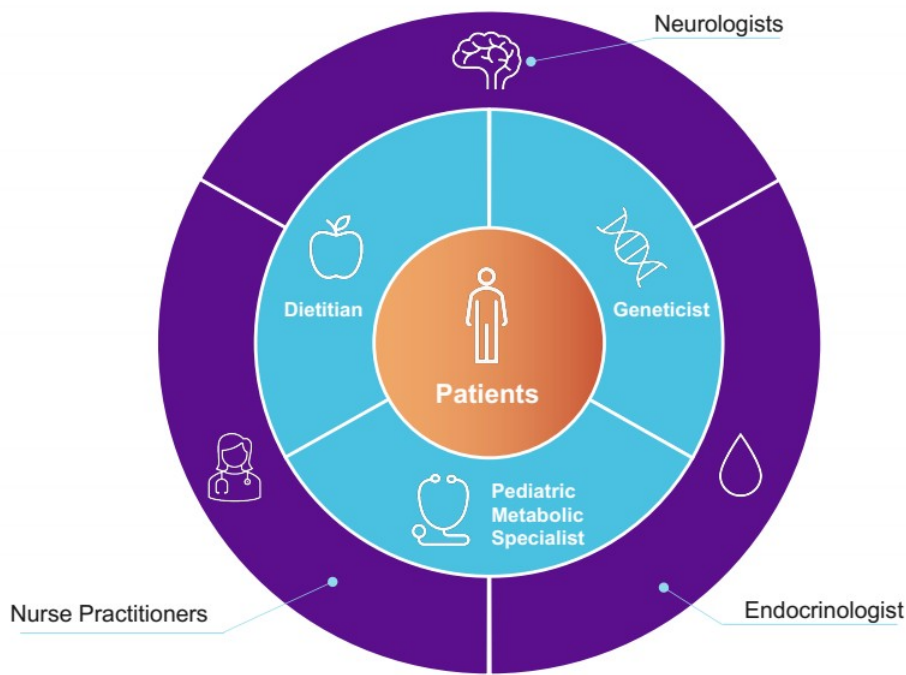 Neurologists
Dietitian
Geneticist
Patients
Pediatric
Metabolic
Specialist
Nurse Practitioners
Endocrinologist